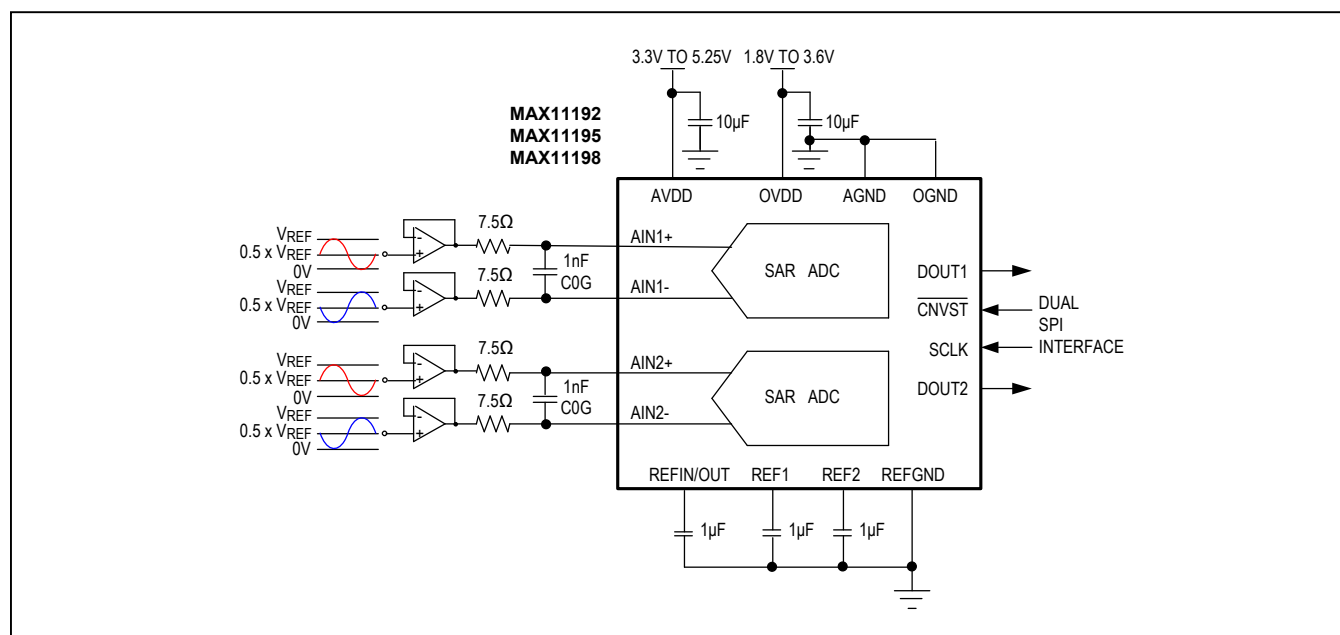 3.3V TO 5.25V
1.8V TO 3.6V
MAX11192
MAX11195
MAX11198
10µF
10µF
AVDD
OVDD
AGND
OGND
VREF
0.5 x VREF
0V
VREF
0.5 x VREF
0V
-
+
-
+
7.5Ω
7.5Ω
1nF
C0G
AIN1+
AIN1-
SAR ADC
VREF
0.5 x VREF
0V
VREF
0.5 x VREF
0V
-
+
-
+
7.5Ω
7.5Ω
1nF
C0G
AIN2+
AIN2-
SAR ADC
DOUT1
CNVST
SCLK
DOUT2
DUAL
SPI
INTERFACE
REFIN/OUT
REF1
REF2
REFGND
1µF
1µF
1µF